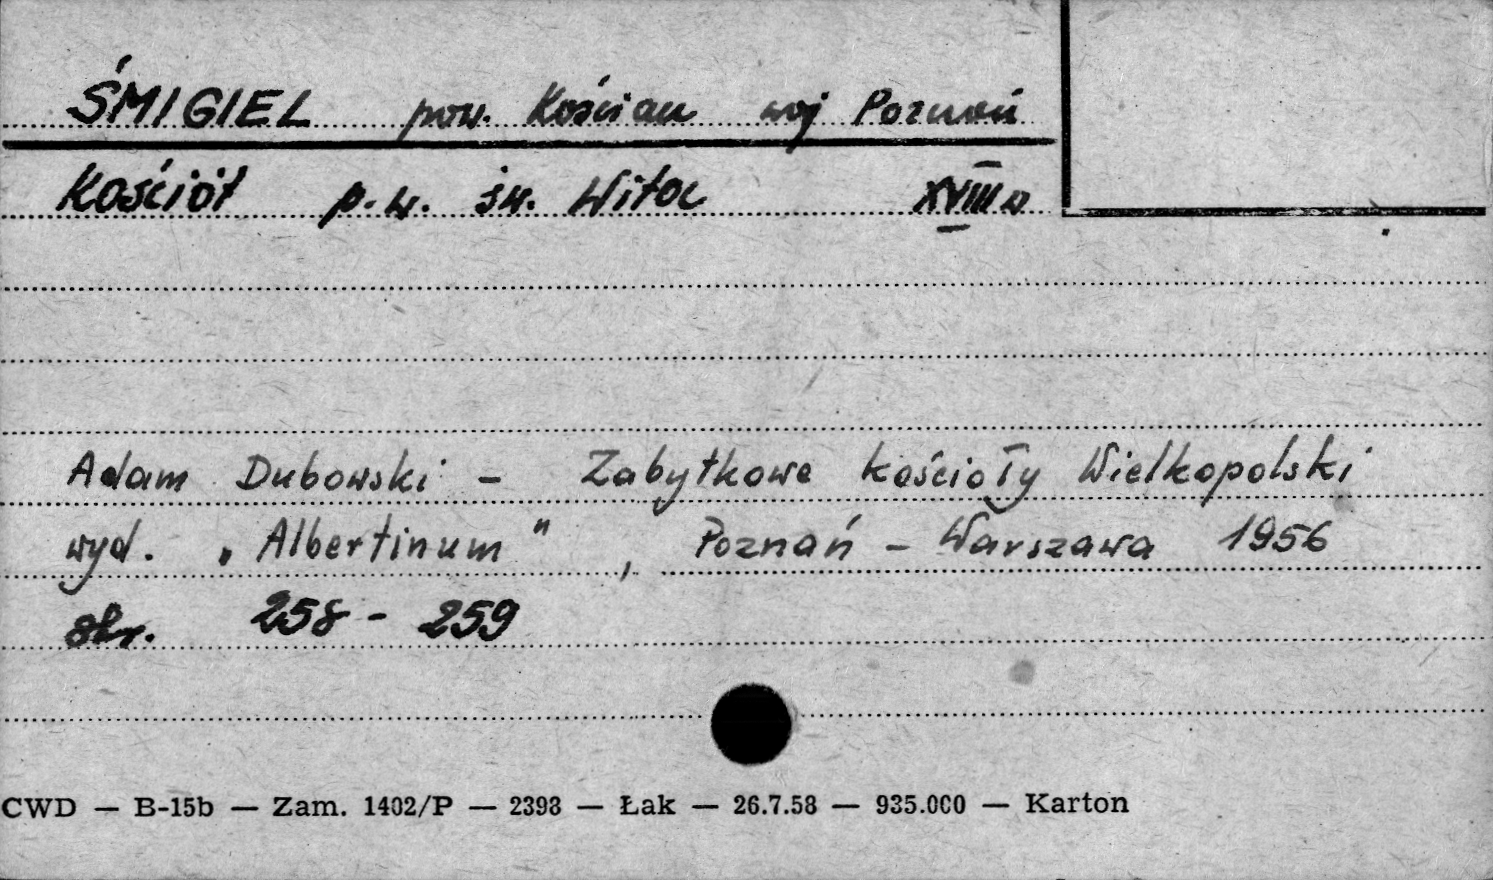 ŚMIGIEL pow. Kościan woj Poznań
Kościół p.w. św. Wita XVIII w
Adam Dubowski - Zabytkowe kościoły Wielkopolski
wyd. „Albertinum", Poznań - Warszawa 1956
str. 258 - 259
CWD — B-15b — Zam. 1402/P — 2398 — Łak — 26.7.58 — 935.000 — Karton